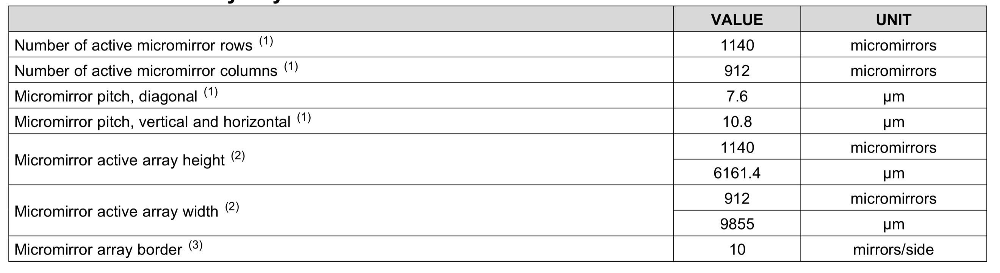 VALUE UNIT
Number of active micromirror rows (1) 1140 micromirrors
Number of active micromirror columns (1) 912 micromirrors
Micromirror pitch, diagonal (1) 7.6 µm
Micromirror pitch, vertical and horizontal (1) 10.8 µm
Micromirror active array height (2) 1140 micromirrors
6161.4 µm
Micromirror active array width (2) 912 micromirrors
9855 µm
Micromirror array border (3) 10 mirrors/side